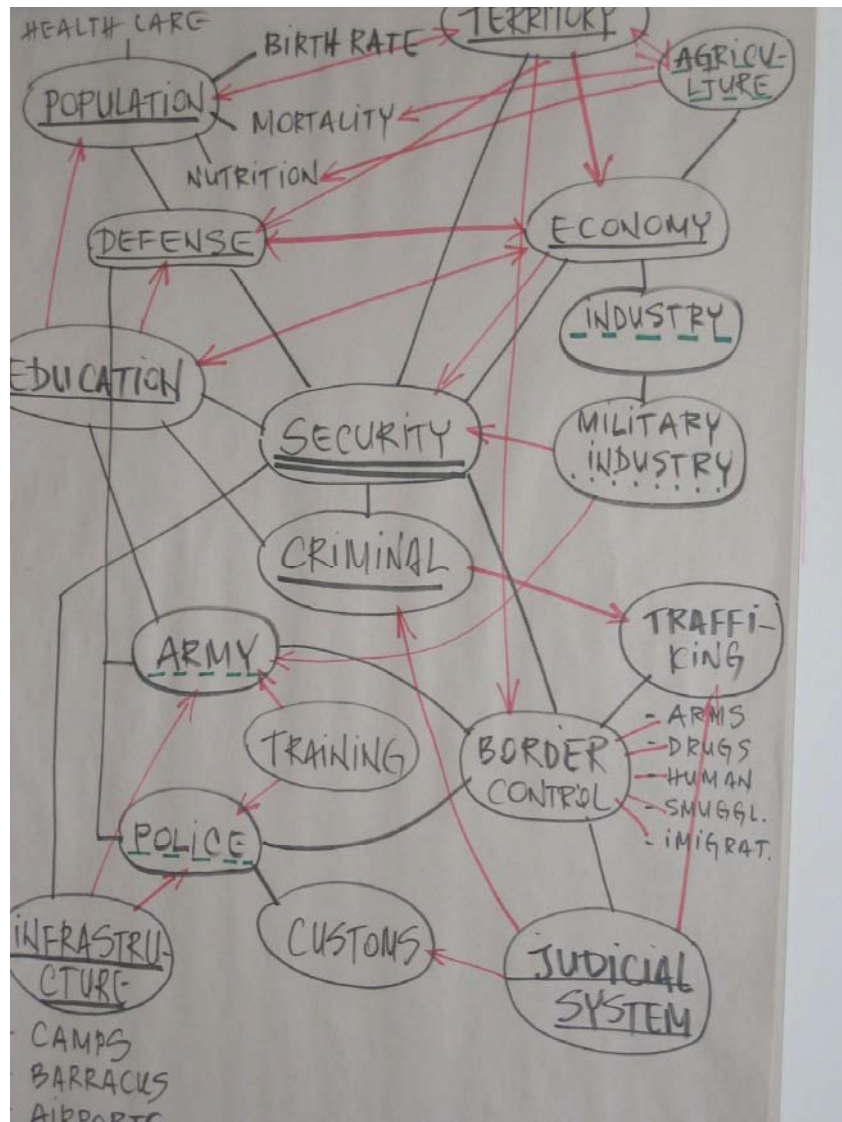 HEALTH CARE
TERRITORY
BIRTH RATE
AGRICU-
LTURE
POPULATION
MORTALITY
NUTRITION
DEFENSE
ECONOMY
INDUSTRY
EDUCATION
SECURITY
MILITARY
INDUSTRY
CRIMINAL
TRAFFI-
KING
ARMY
- ARMS
- DRUGS
- HUMAN
- SMUGGL.
- IMIGRAT.
TRAINING
BORDER
CONTROL
POLICE
CUSTOMS
INFRASTRU-
CTURE
JUDICIAL
SYSTEM
- CAMPS
- BARRACKS
- AIRPORTS